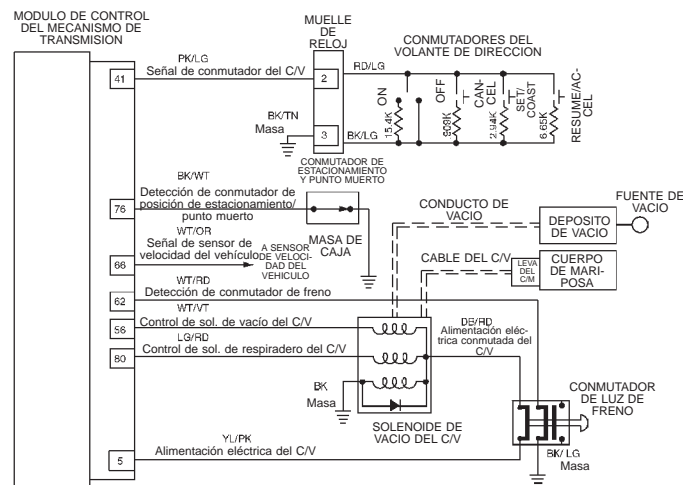 MODULO DE CONTROL
DEL MECANISMO DE
TRANSMISION
MUELLE
DE
RELOJ
CONMUTADORES DEL
VOLANTE DE DIRECCION
PK/LG
41
Señal de conmutador del C/V
2
RD/LG
ON
15.4K
OFF
909K
CAN-
CEL
2.94K
SET/
COAST
6.65K
RESUME/AC-
CEL
BK/TN
Masa
3
BK/LG
CONMUTADOR DE
ESTACIONAMIENTO
Y PUNTO MUERTO
BK/WT
76
Detección de conmutador de
posición de estacionamiento/
punto muerto
MASA DE
CAJA
WT/OR
66
Señal de sensor de
velocidad del vehículo
A SENSOR
DE VELOCI-
DAD DEL
VEHICULO
CONDUCTO DE
VACIO
DEPOSITO
DE VACIO
FUENTE DE
VACIO
CABLE DEL C/V
LEVA
DEL
C/M
CUERPO
DE MARI-
POSA
WT/RD
62
Detección de conmutador de freno
WT/VT
56
Control de sol. de vacío del C/V
LG/RD
80
Control de sol. de respiradero del C/V
DB/RD
Alimentación eléc-
trica conmutada del
C/V
BK
Masa
SOLENOIDE DE
VACIO DEL C/V
CONMUTADOR
DE LUZ DE
FRENO
YL/PK
5
Alimentación eléctrica del C/V
BK/ LG
Masa